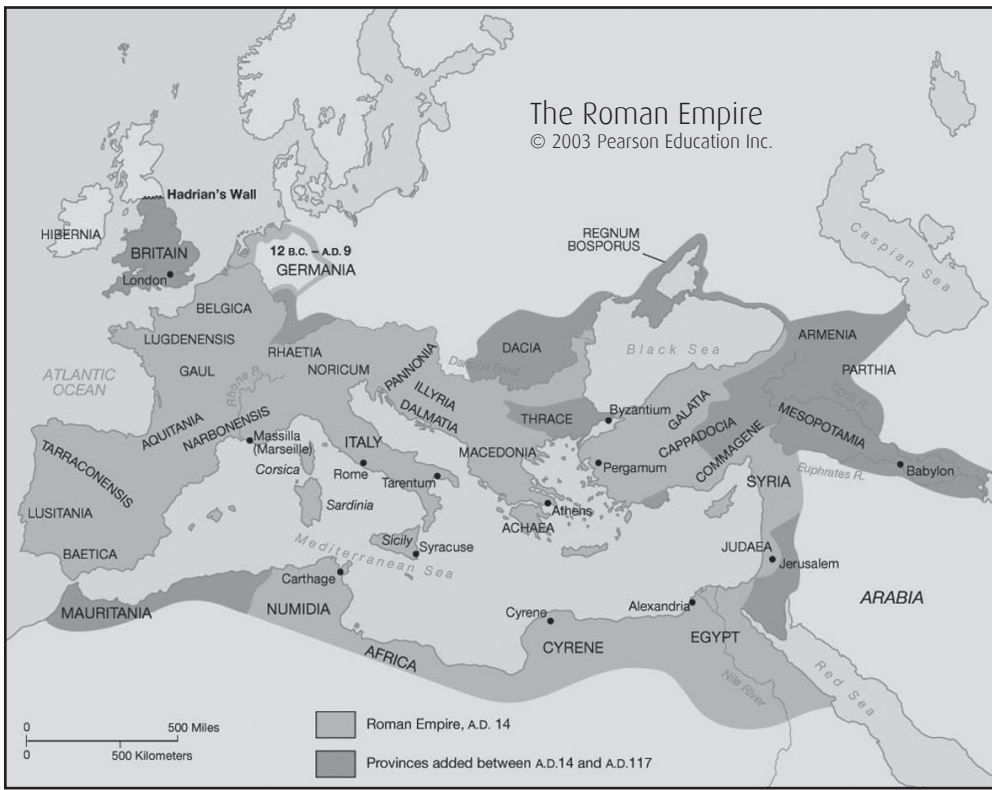 The Roman Empire
© 2003 Pearson Education Inc.
Hadrian's Wall
HIBERNIA
BRITAIN
London
12 B.C. – A.D. 9
GERMANIA
REGNUM
BOSPORUS
Caspian Sea
BELGICA
LUGDENENSIS
RHAETIA
GAUL
NORICUM
PANNONIA
DACIA
Danube River
Black Sea
ARMENIA
PARTHIA
ATLANTIC
OCEAN
Rhone R.
ILLYRIA
DALMATIA
THRACE
Byzantium
GALATIA
Tigris R.
MESOPOTAMIA
AQUITANIA
NARBONENSIS
Massilla
(Marseille)
ITALY
MACEDONIA
CAPPADOCIA
COMMAGENE
TARRACONENSIS
Corsica
Rome
Tarentum
Pergamum
Euphrates R.
Babylon
SYRIA
LUSITANIA
Sardinia
Athens
ACHAEA
BAETICA
Sicily
Syracuse
Mediterranean Sea
JUDAEA
Jerusalem
Carthage
MAURITANIA
NUMIDIA
Cyrene
Alexandria
ARABIA
AFRICA
CYRENE
EGYPT
Nile River
Red Sea
0 500 Miles
0 500 Kilometers
Roman Empire, A.D. 14
Provinces added between A.D.14 and A.D.117